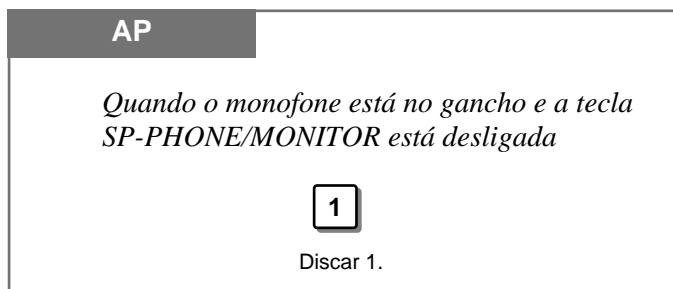 AP
Quando o monofone está no gancho e a tecla
SP-PHONE/MONITOR está desligada
1
Discar 1.